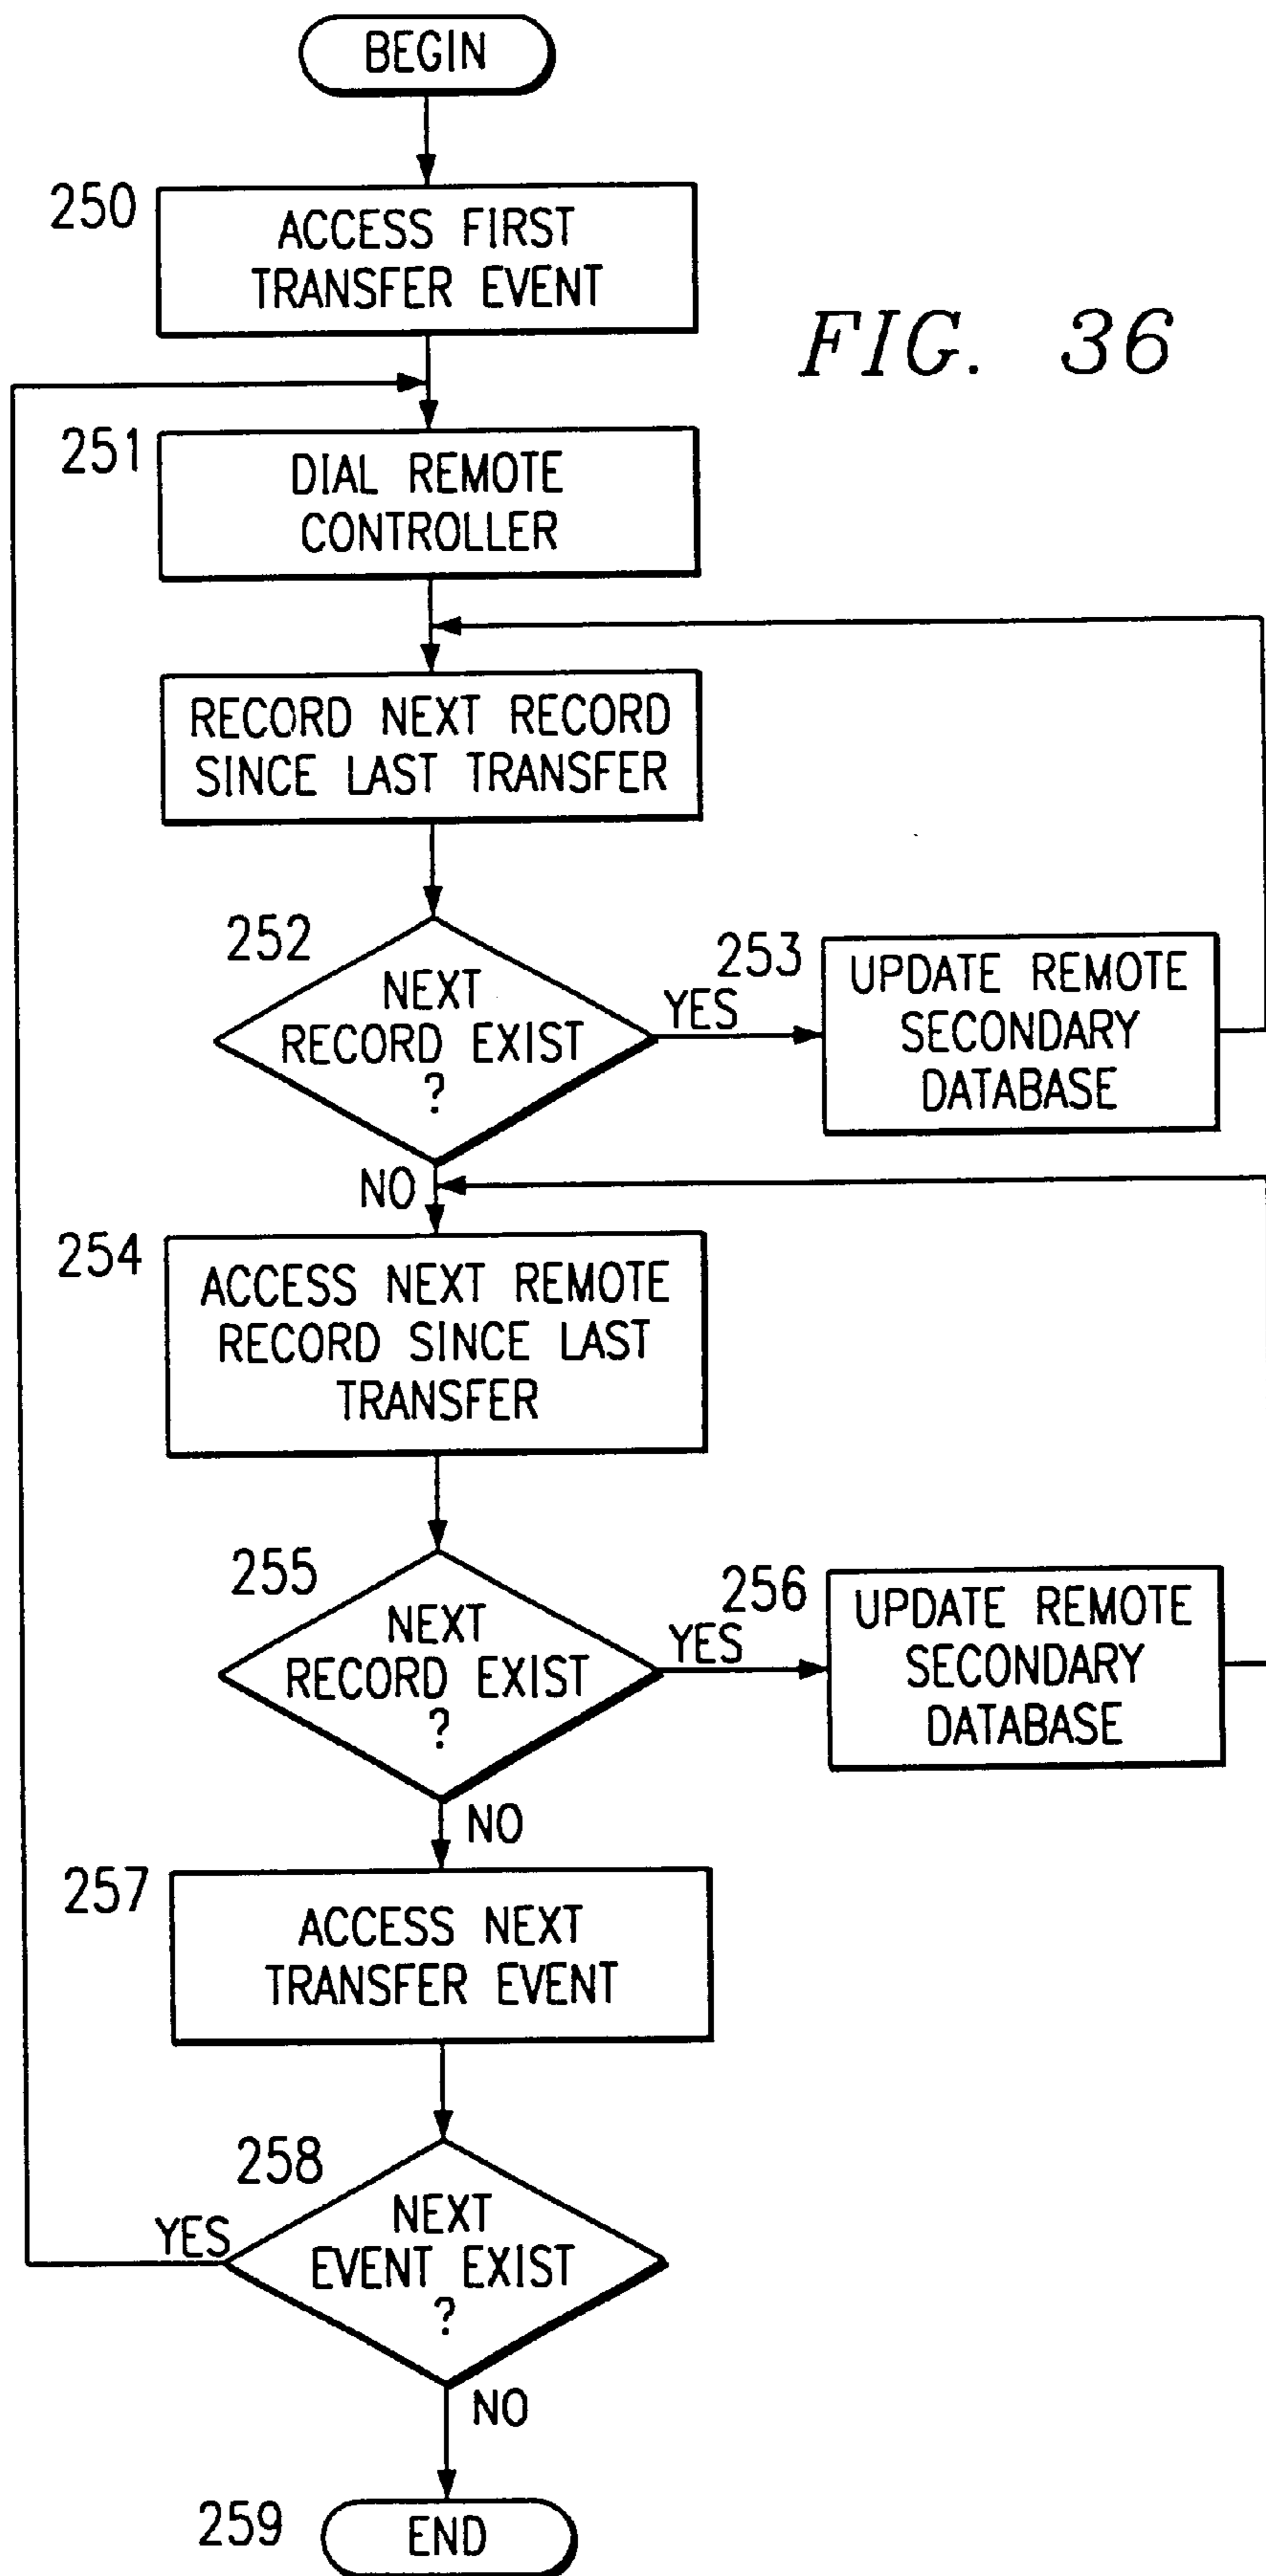 BEGIN
250
ACCESS FIRST
TRANSFER EVENT
FIG. 36
251
DIAL REMOTE
CONTROLLER
RECORD NEXT RECORD
SINCE LAST TRANSFER
252
NEXT
RECORD EXIST
?
YES
253
UPDATE REMOTE
SECONDARY
DATABASE
NO
254
ACCESS NEXT REMOTE
RECORD SINCE LAST
TRANSFER
255
NEXT
RECORD EXIST
?
YES
256
UPDATE REMOTE
SECONDARY
DATABASE
NO
257
ACCESS NEXT
TRANSFER EVENT
258
YES
NEXT
EVENT EXIST
?
NO
259
END